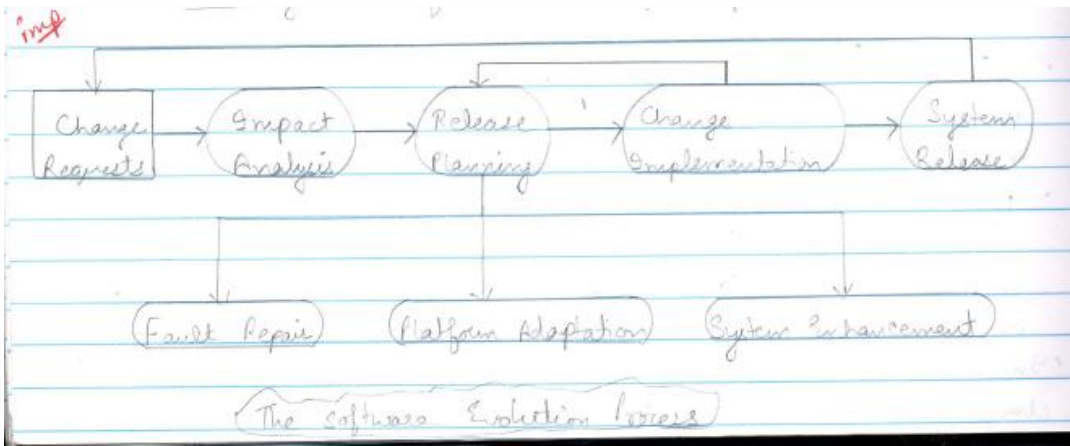 imp
Change
Requests
Impact
Analysis
Release
Planning
Change
Implementation
System
Release
Fault Repair
Platform Adaptation
System Enhancement
The Software Evolution Process